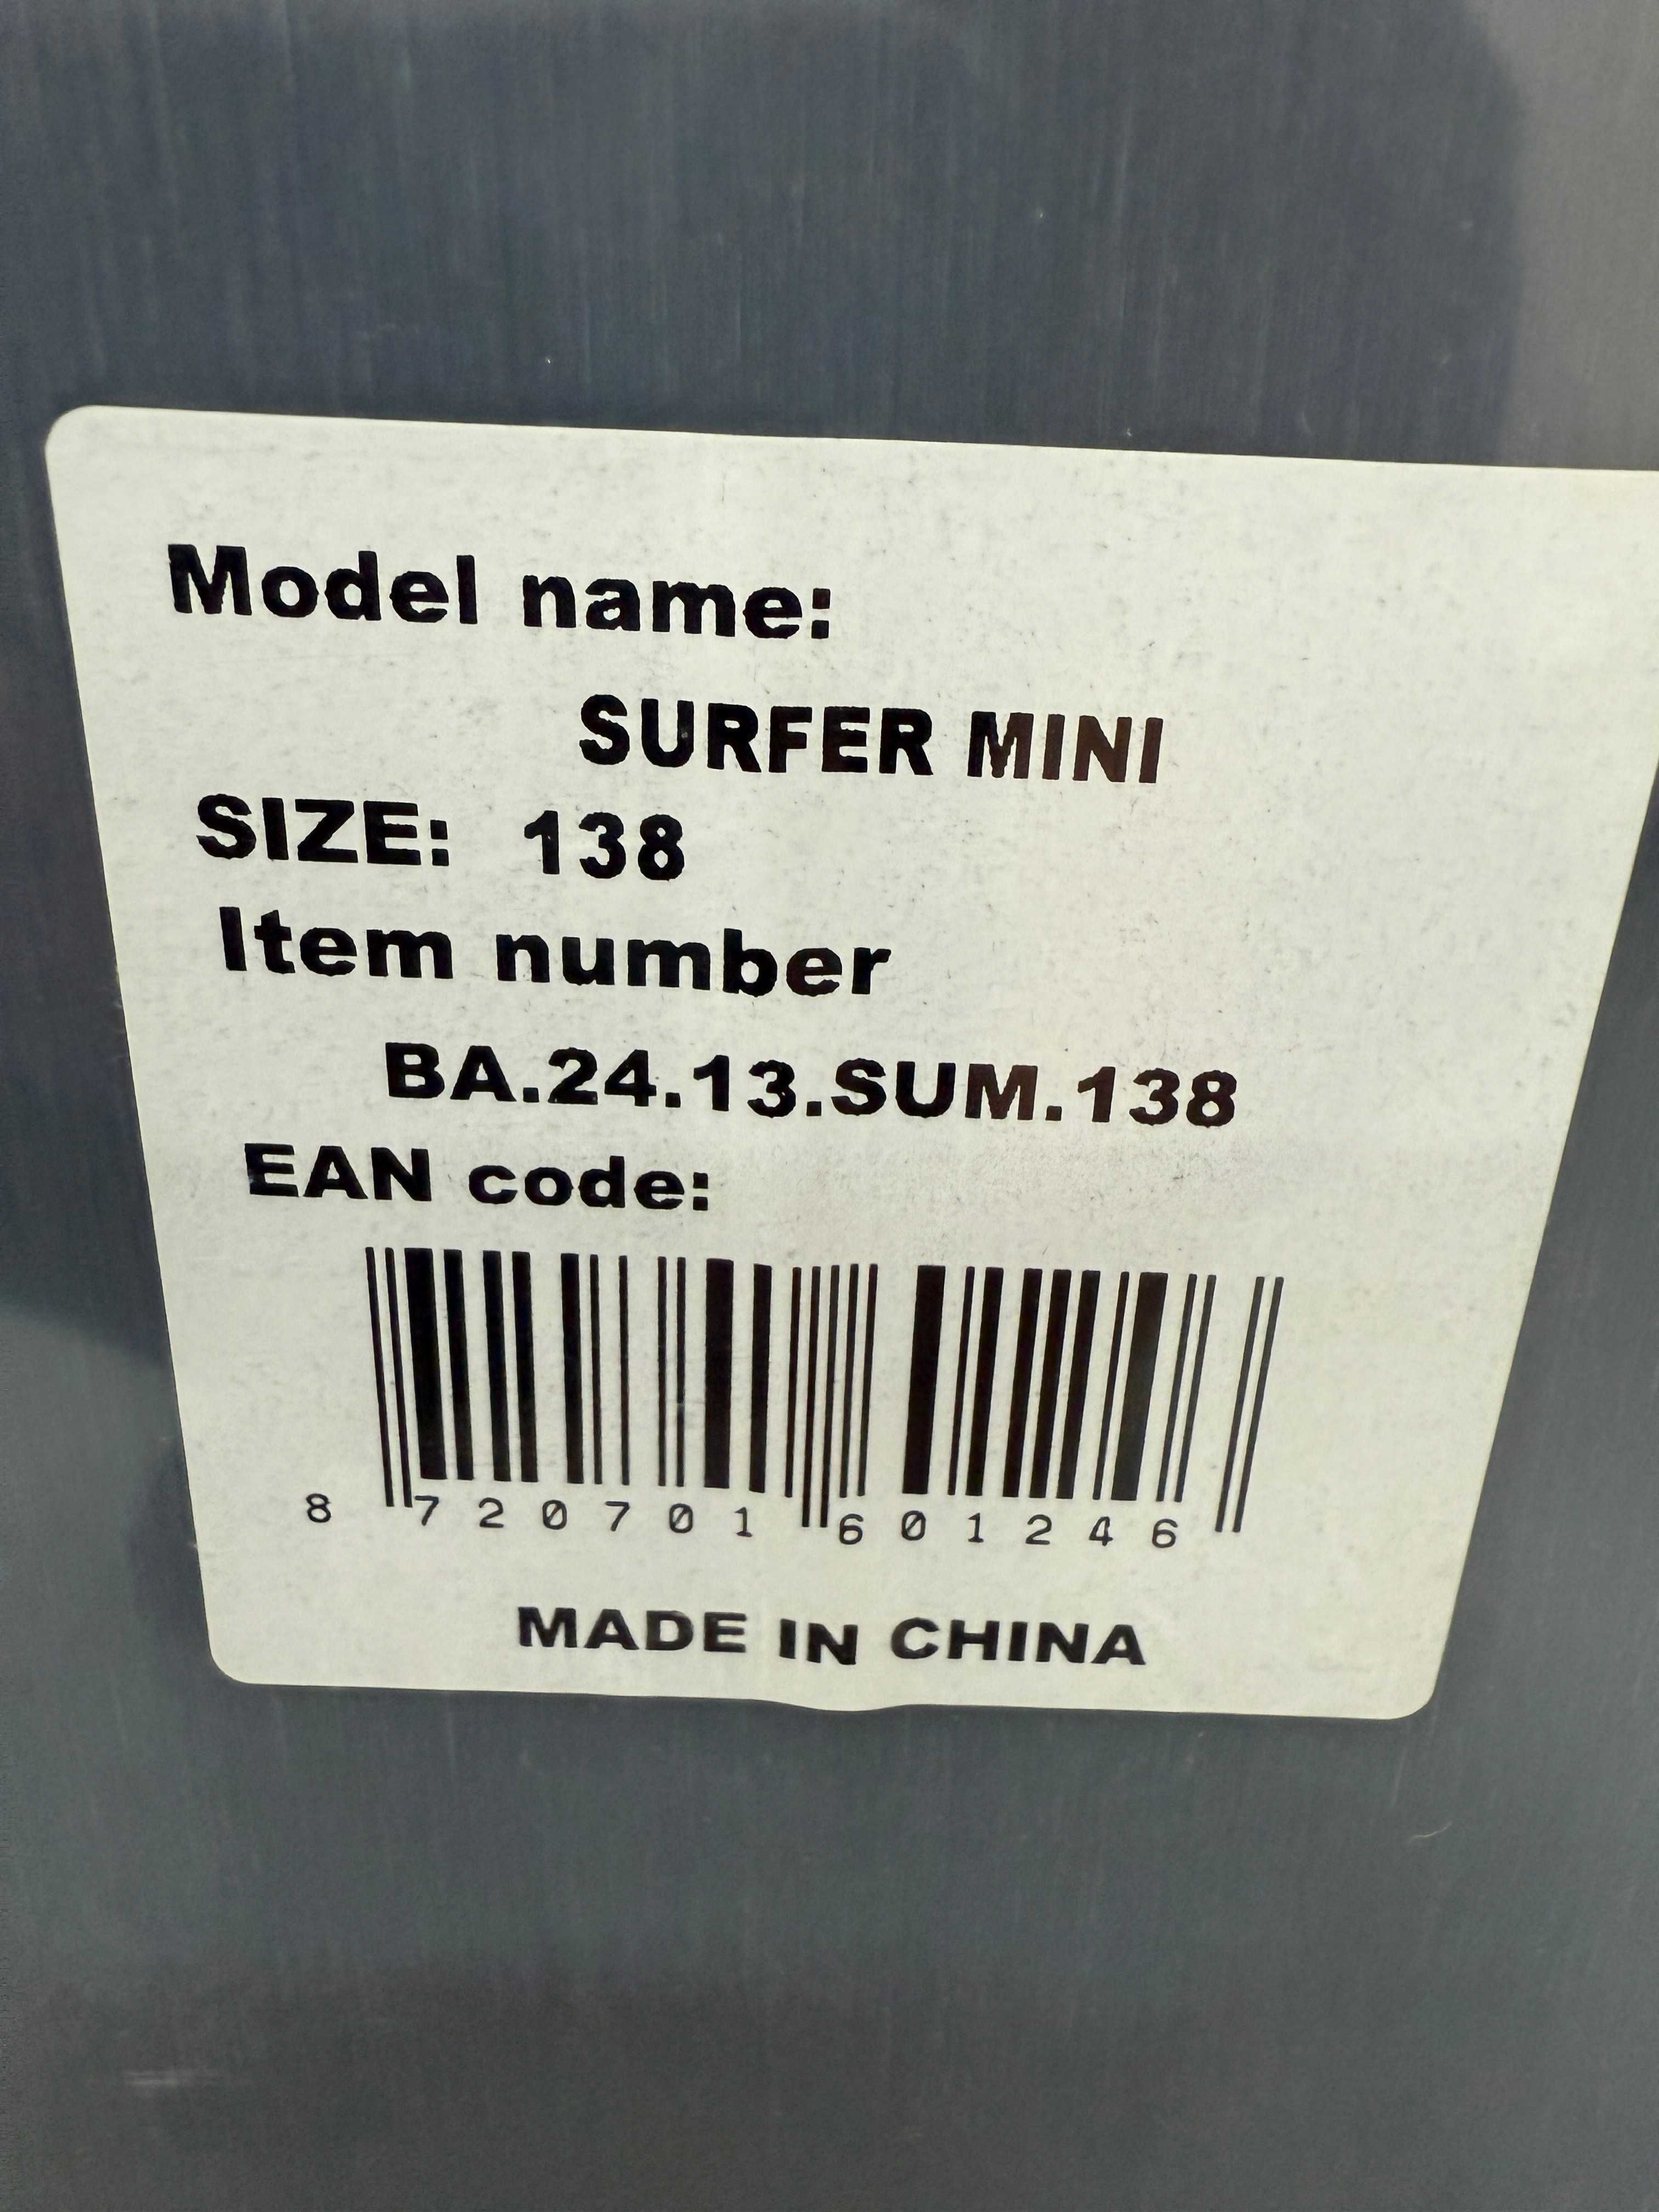 Model name:
SURFER MINI
SIZE: 138
Item number
BA.24.13.SUM.138
EAN code:
8 720701 601246
MADE IN CHINA